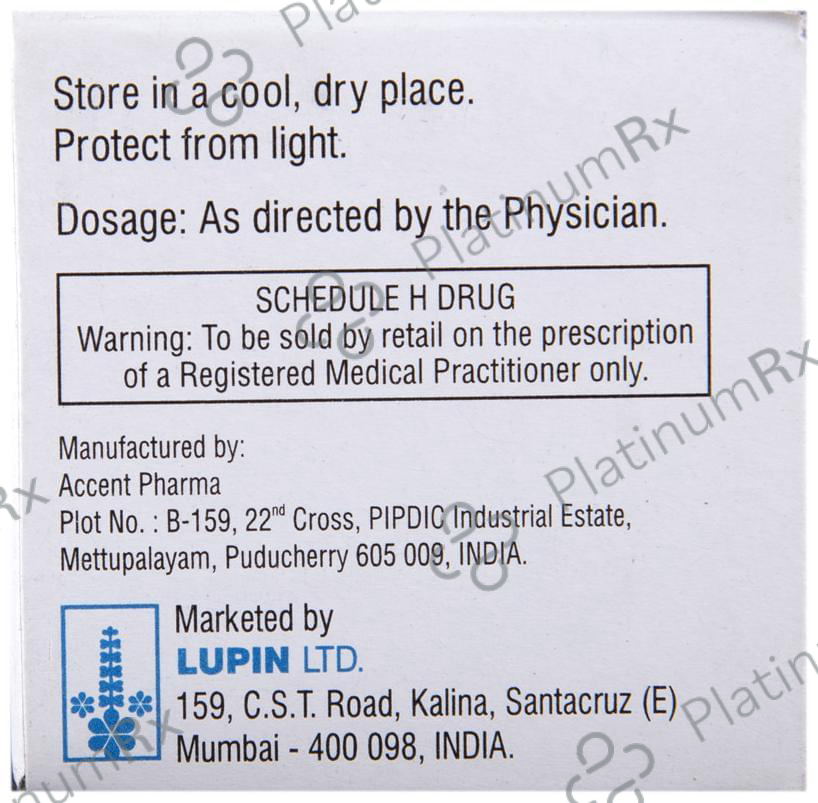 Store in a cool, dry place.
Protect from light.
Dosage: As directed by the Physician.
SCHEDULE H DRUG
Warning: To be sold by retail on the prescription
of a Registered Medical Practitioner only.
Manufactured by:
Accent Pharma
Plot No. : B-159, 22nd Cross, PIPDIC Industrial Estate,
Mettupalayam, Puducherry 605 009, INDIA.
Marketed by
LUPIN LTD.
159, C.S.T. Road, Kalina, Santacruz (E)
Mumbai - 400 098, INDIA.
PlatinumRx
PlatinumRx